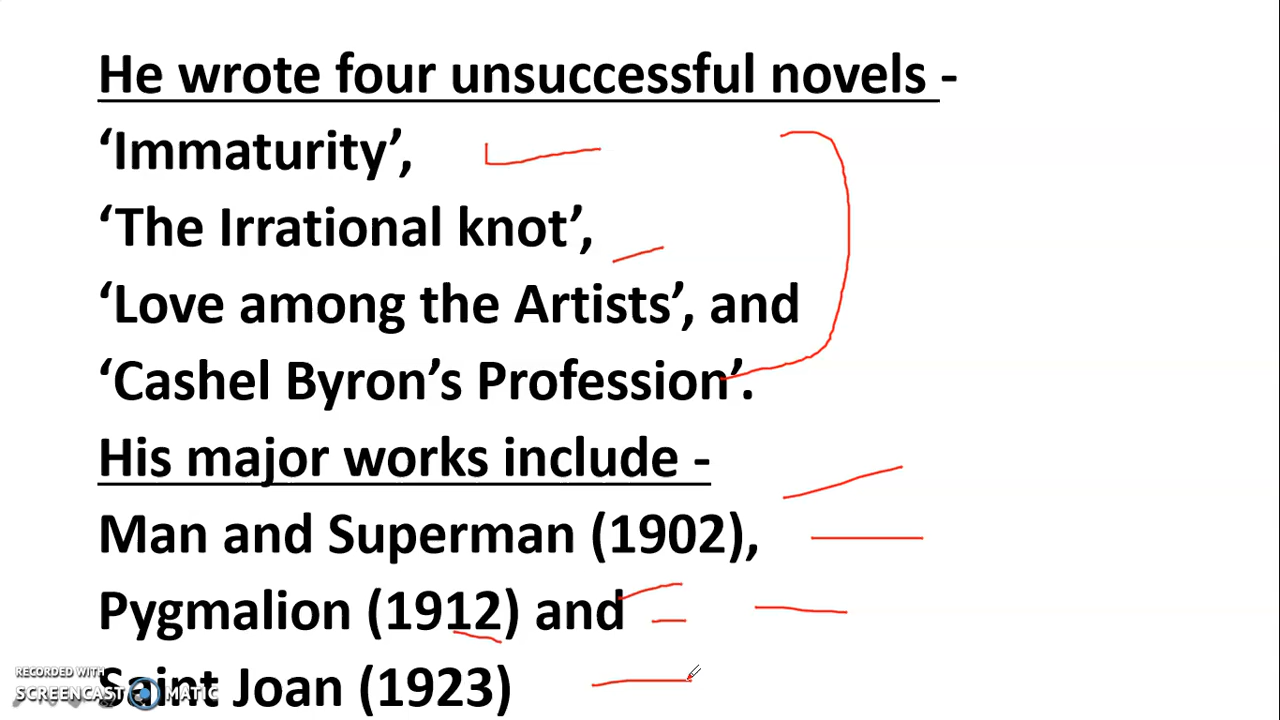 He wrote four unsuccessful novels -
‘Immaturity’,
‘The Irrational knot’,
‘Love among the Artists’, and
‘Cashel Byron’s Profession’.
His major works include -
Man and Superman (1902),
Pygmalion (1912) and
Saint Joan (1923)
RECORDED WITH
SCREENCAST MATIC